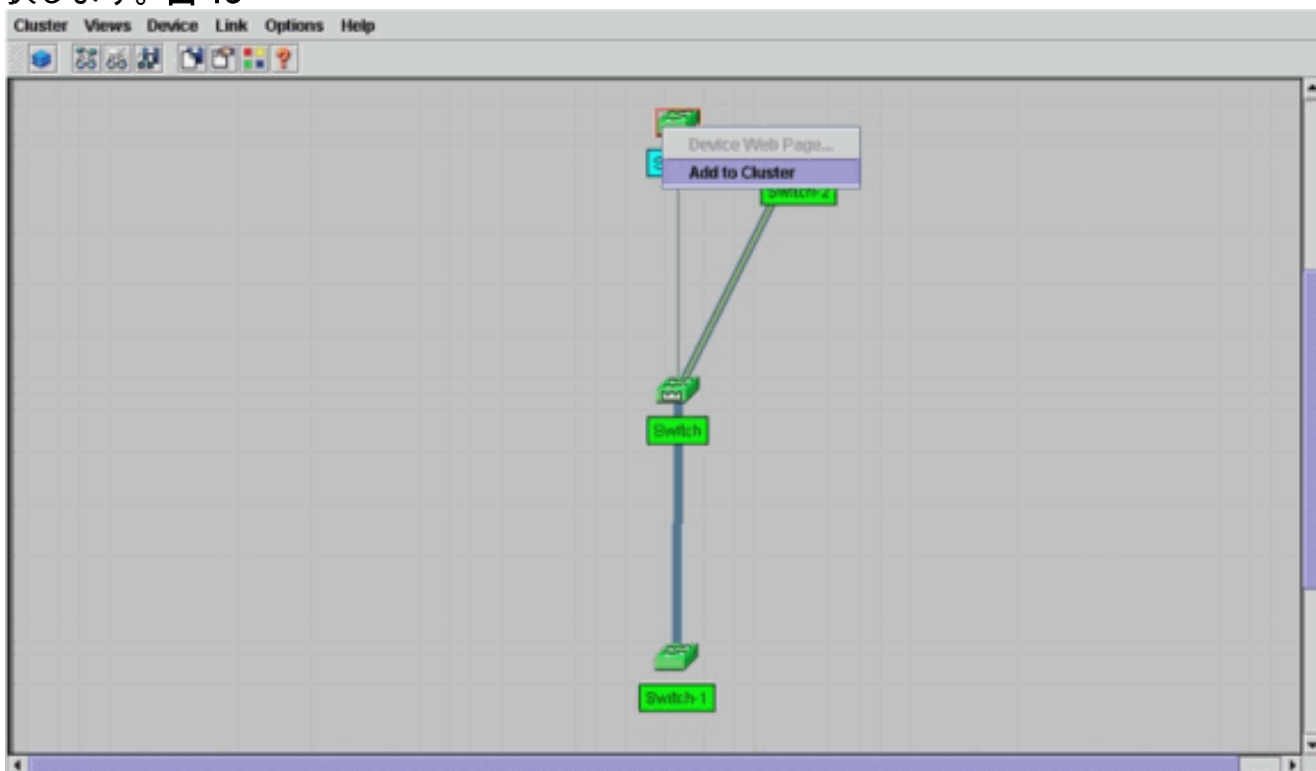 Cluster Views Device Link Options Help
Device Web Page...
Add to Cluster
S
Switch-2
Switch
Switch-1